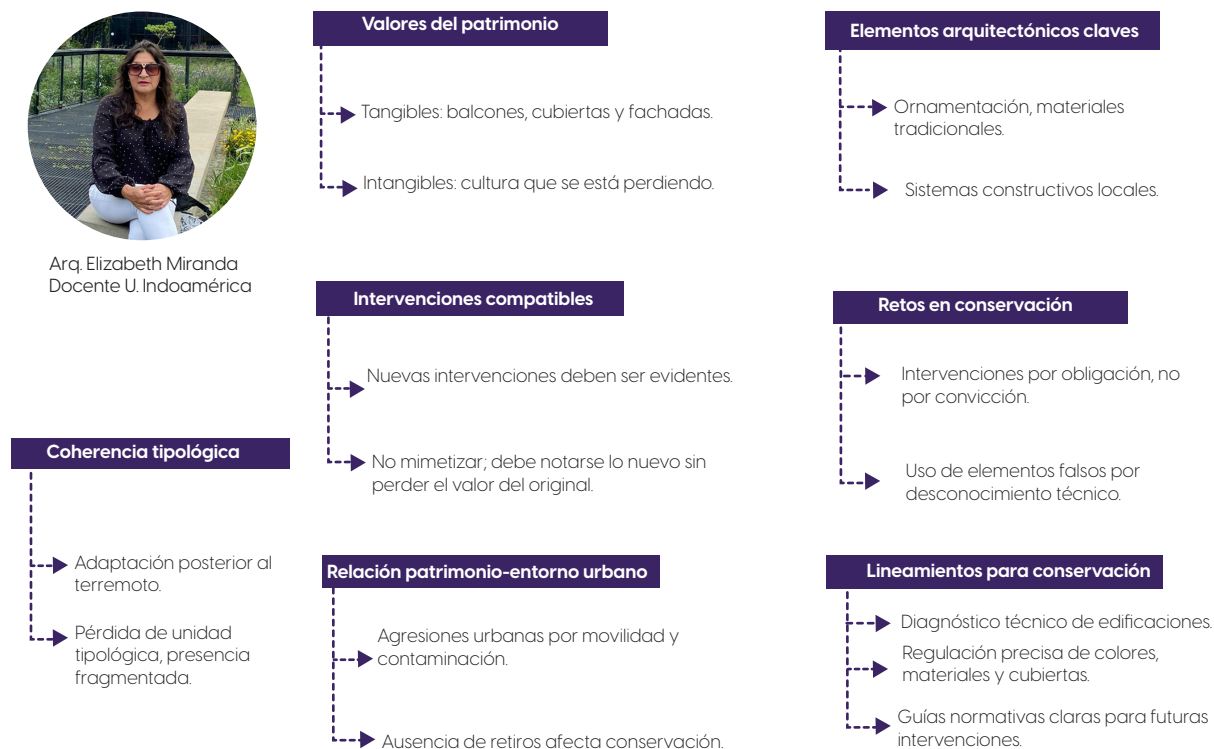 Arq. Elizabeth Miranda
Docente U. Indoamérica
Coherencia tipológica
Adaptación posterior al
terremoto.
Pérdida de unidad
tipológica, presencia
fragmentada.
Valores del patrimonio
Tangibles: balcones, cubiertas y fachadas.
Intangibles: cultura que se está perdiendo.
Intervenciones compatibles
Nuevas intervenciones deben ser evidentes.
No mimetizar; debe notarse lo nuevo sin
perder el valor del original.
Relación patrimonio-entorno urbano
Agresiones urbanas por movilidad y
contaminación.
Ausencia de retiros afecta conservación.
Elementos arquitectónicos claves
Ornamentación, materiales
tradicionales.
Sistemas constructivos locales.
Retos en conservación
Intervenciones por obligación, no
por convicción.
Uso de elementos falsos por
desconocimiento técnico.
Lineamientos para conservación
Diagnóstico técnico de edificaciones.
Regulación precisa de colores,
materiales y cubiertas.
Guías normativas claras para futuras
intervenciones.